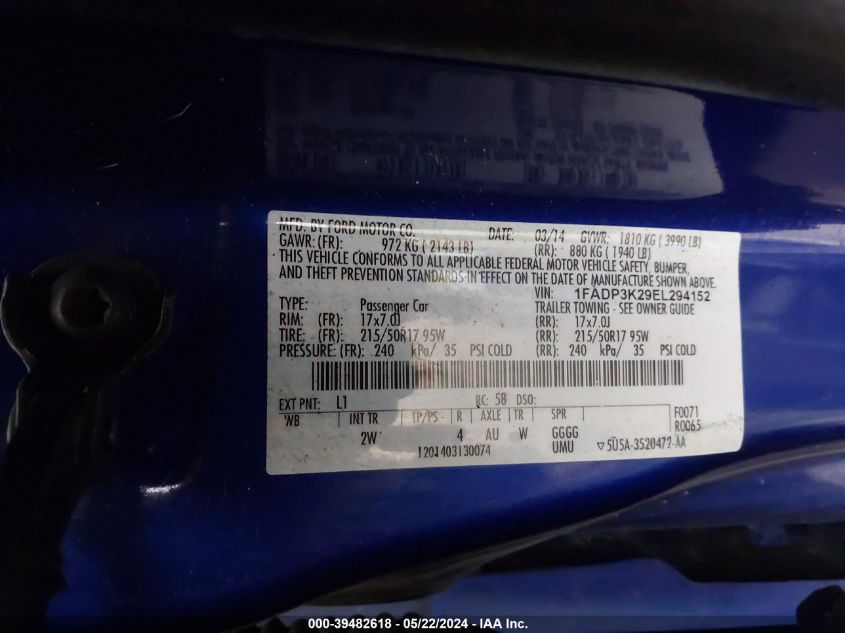 MFD. BY FORD MOTOR CO. DATE: 03/14 GVWR: 1810 KG ( 3990 LB)
GAWR: (FR): 972 KG ( 2143 LB) (RR): 880 KG ( 1940 LB)
THIS VEHICLE CONFORMS TO ALL APPLICABLE FEDERAL MOTOR VEHICLE SAFETY, BUMPER,
AND THEFT PREVENTION STANDARDS IN EFFECT ON THE DATE OF MANUFACTURE SHOWN ABOVE.
VIN: 1FADP3K29EL294152
TYPE: Passenger Car TRAILER TOWING - SEE OWNER GUIDE
RIM: (FR): 17x7.0J (RR): 17x7.0J
TIRE: (FR): 215/50R17 95W (RR): 215/50R17 95W
PRESSURE: (FR): 240 kPa/ 35 PSI COLD (RR): 240 kPa/ 35 PSI COLD
EXT PNT: L1 RC: 58 DSO: F0071
WB INT TR TP/PS R AXLE TR SPR R0065
2W 4 AU W GGGG
1201403130074 UMU 5U5A-3520472-AA
000-39482618 - 05/22/2024 - IAA Inc.